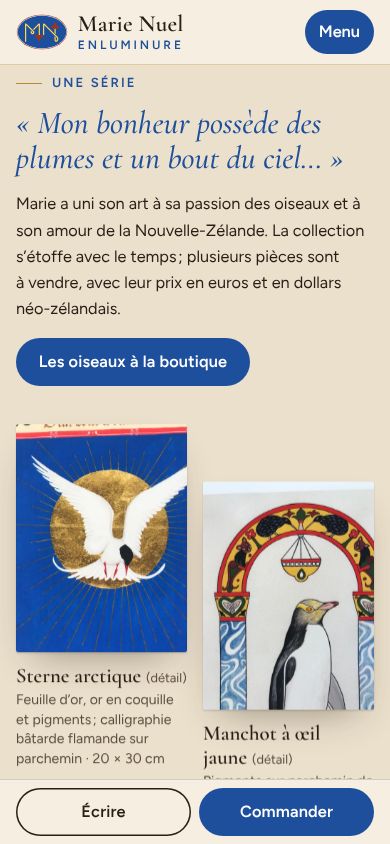 Marie Nuel
ENLUMINURE
Menu
UNE SÉRIE
« Mon bonheur possède des
plumes et un bout du ciel… »
Marie a uni son art à sa passion des oiseaux et à
son amour de la Nouvelle-Zélande. La collection
s’étoffe avec le temps ; plusieurs pièces sont
à vendre, avec leur prix en euros et en dollars
néo-zélandais.
Les oiseaux à la boutique
Sterne arctique (détail)
Feuille d’or, or en coquille
et pigments ; calligraphie
bâtarde flamande sur
parchemin · 20 × 30 cm
Manchot à œil
jaune (détail)
Écrire
Commander